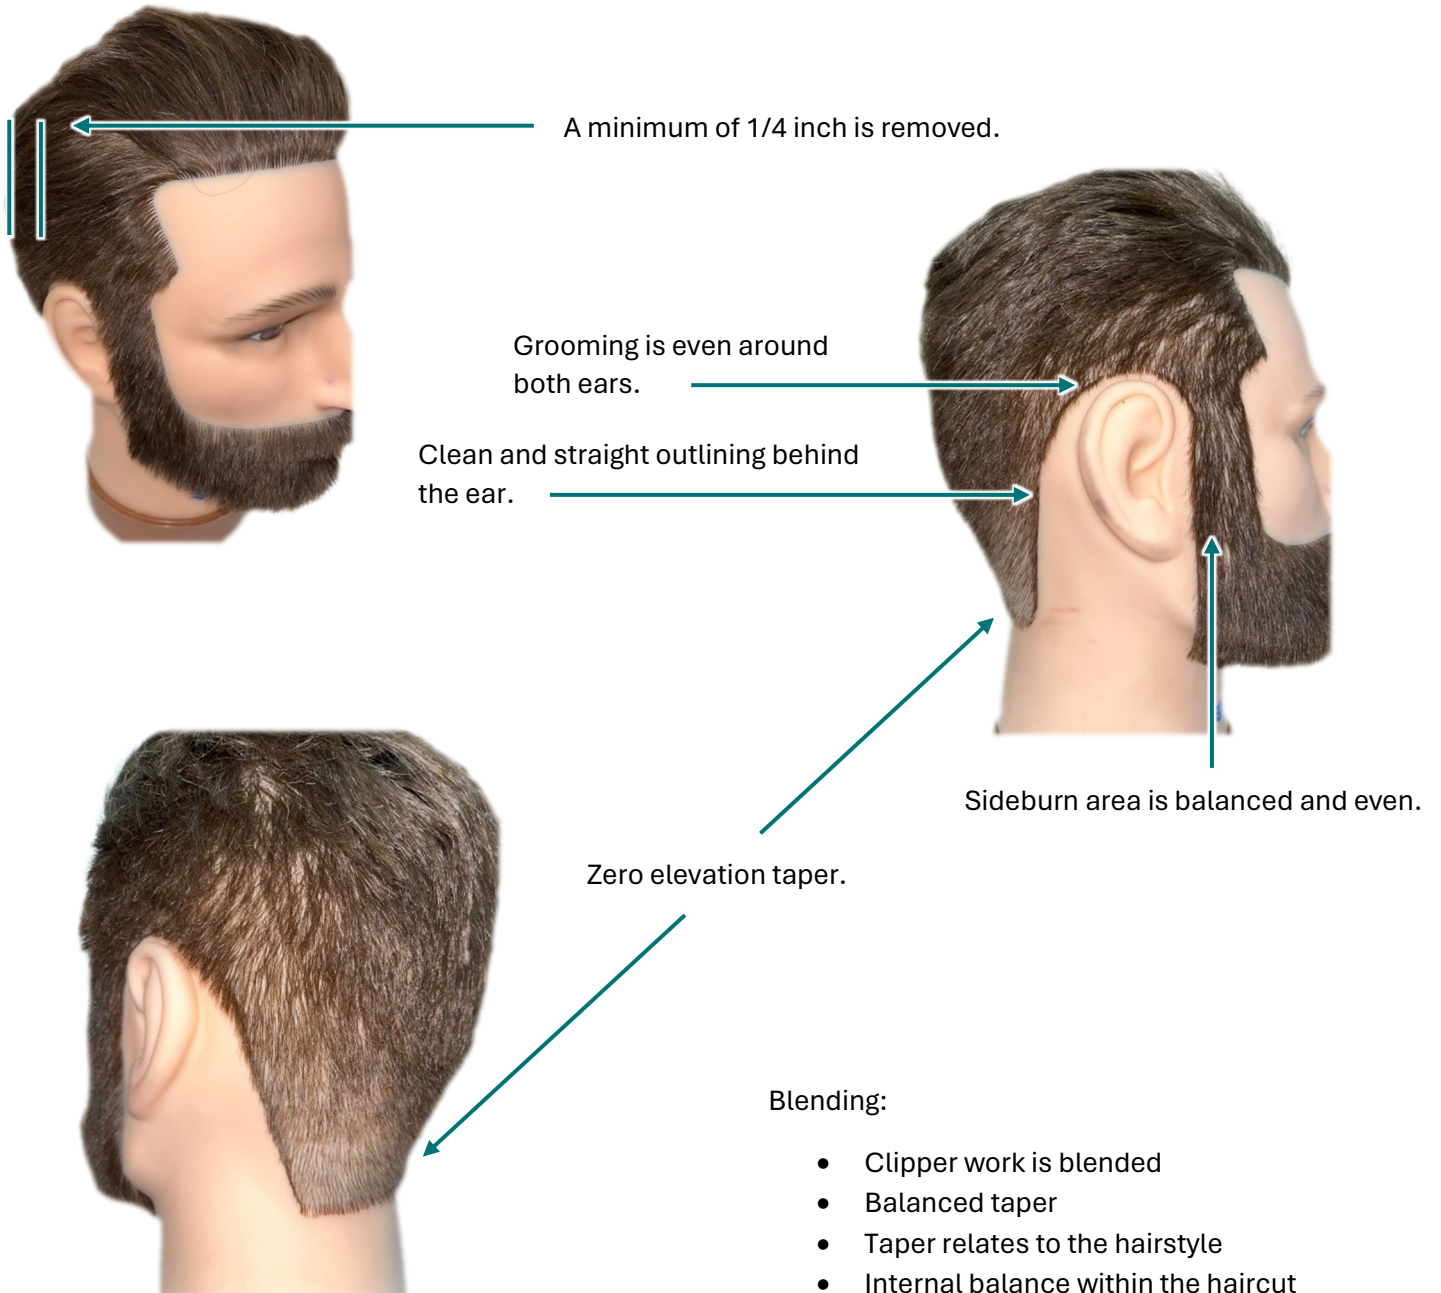 A minimum of 1/4 inch is removed.
Grooming is even around
both ears.
Clean and straight outlining behind
the ear.
Sideburn area is balanced and even.
Zero elevation taper.
Blending:
• Clipper work is blended
• Balanced taper
• Taper relates to the hairstyle
• Internal balance within the haircut